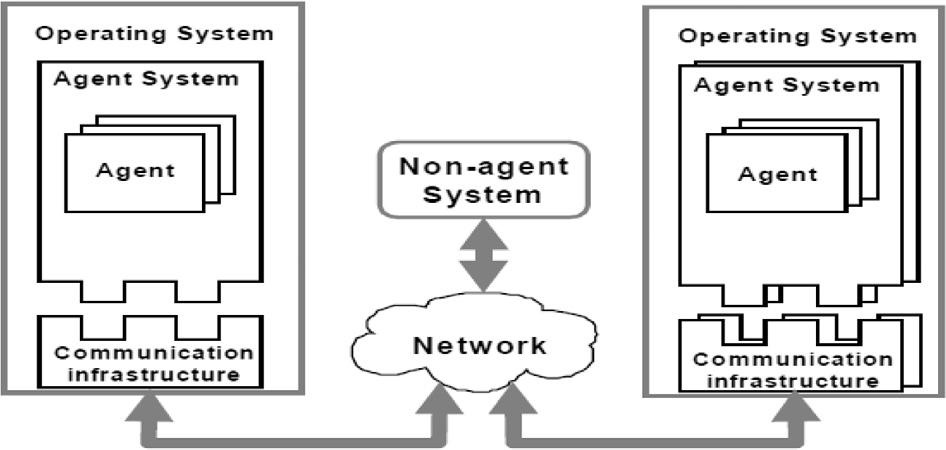 Operating System
Agent System
Agent
Communication
infrastructure
Non-agent
System
Network
Operating System
Agent System
Agent
Communication
infrastructure